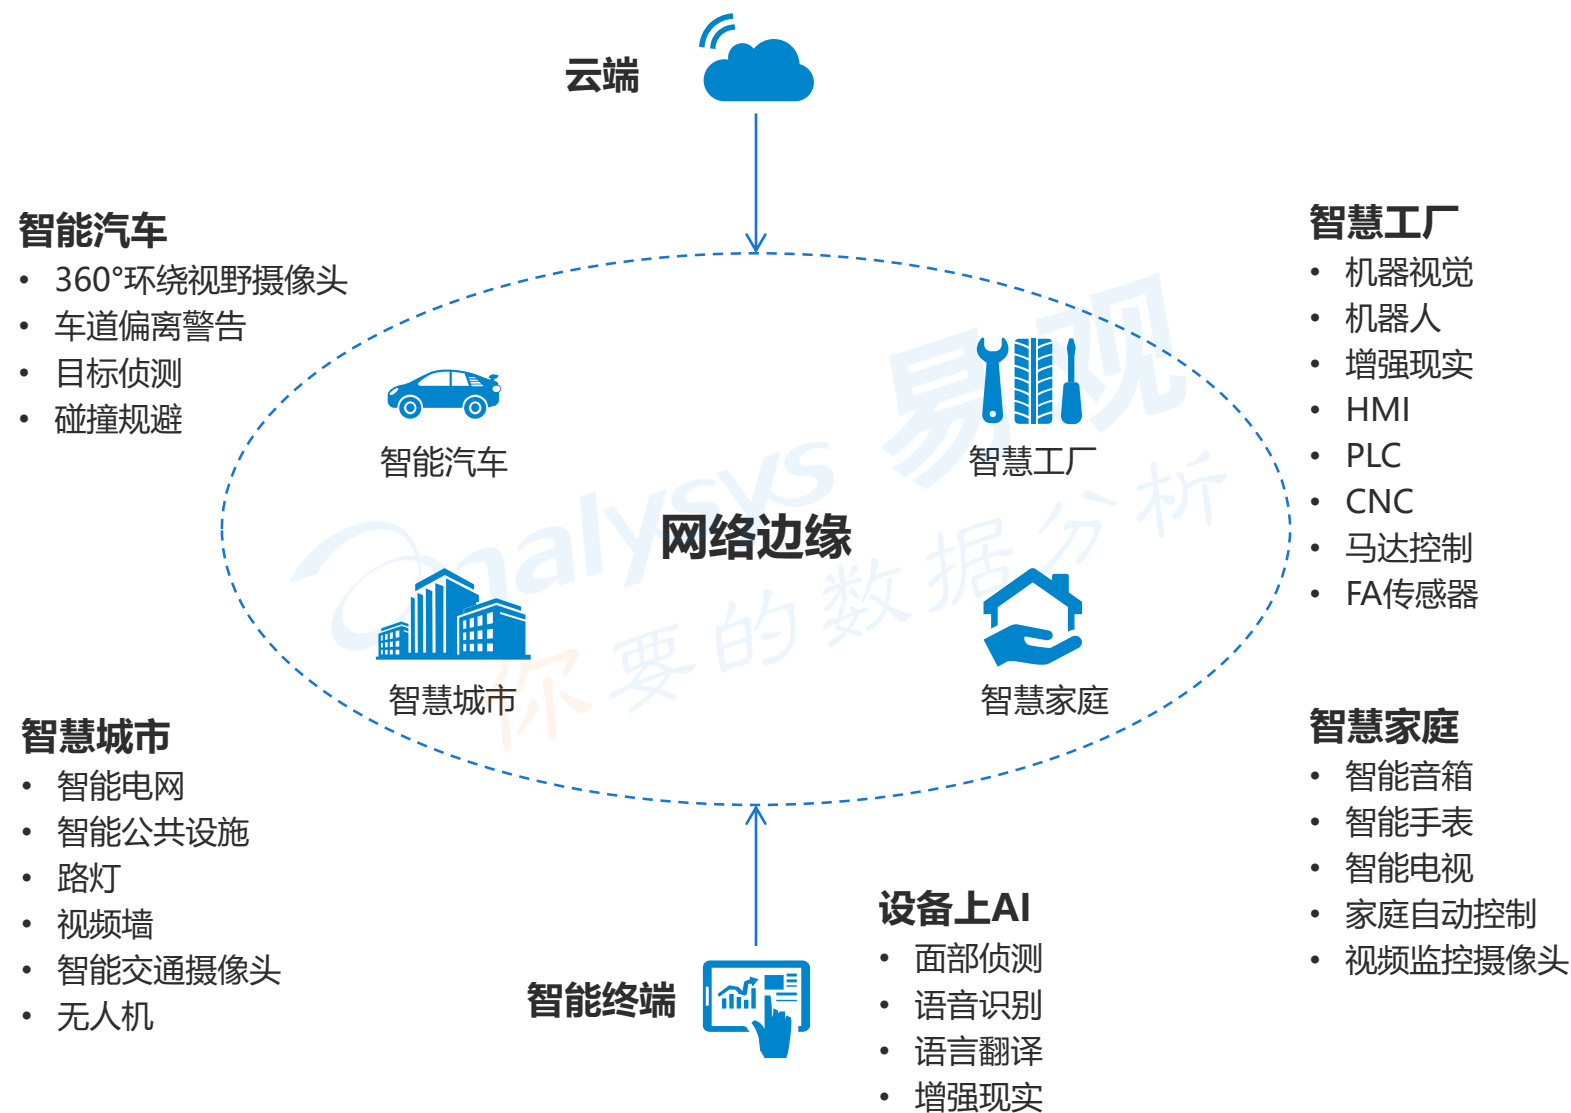 云端
智能汽车
• 360°环绕视野摄像头
• 车道偏离警告
• 目标侦测
• 碰撞规避
智慧工厂
• 机器视觉
• 机器人
• 增强现实
• HMI
• PLC
• CNC
• 马达控制
• FA传感器
智能汽车
智慧工厂
网络边缘
智慧城市
智慧家庭
analysys 易观
你要的数据分析
智慧城市
• 智能电网
• 智能公共设施
• 路灯
• 视频墙
• 智能交通摄像头
• 无人机
智慧家庭
• 智能音箱
• 智能手表
• 智能电视
• 家庭自动控制
• 视频监控摄像头
智能终端
设备上AI
• 面部侦测
• 语音识别
• 语言翻译
• 增强现实